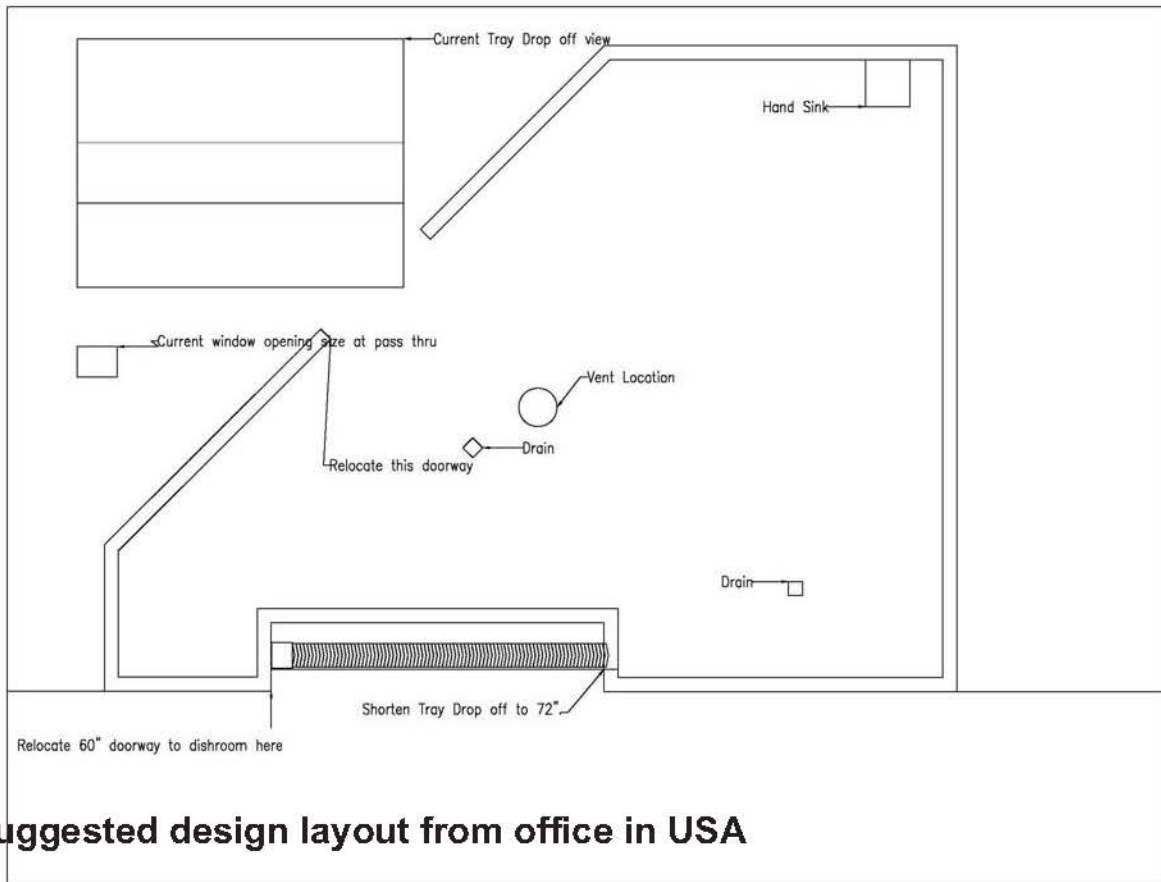 Current Tray Drop off view
Hand Sink
Current window opening size at pass thru
Vent Location
Drain
Relocate this doorway
Drain
Shorten Tray Drop off to 72"
Relocate 60" doorway to dishroom here
uggested design layout from office in USA